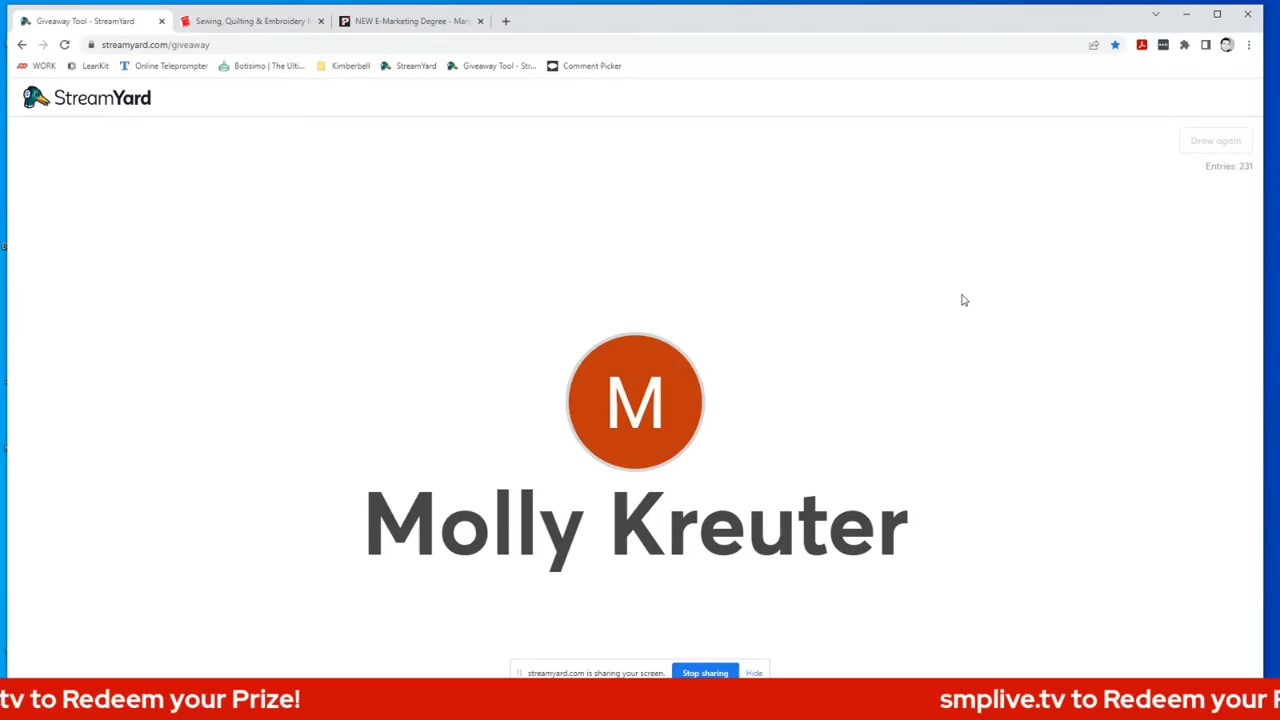 Giveaway Tool - StreamYard
Sewing, Quilting & Embroidery
NEW E-Marketing Degree - Mar
streamyard.com/giveaway
WORK LeanKit Online Teleprompter Botisimo | The Ulti... Kimberbell StreamYard Giveaway Tool - Str... Comment Picker
StreamYard
Draw again
Entries: 231
M
Molly Kreuter
streamyard.com is sharing your screen. Stop sharing Hide
tv to Redeem your Prize! smplive.tv to Redeem your P